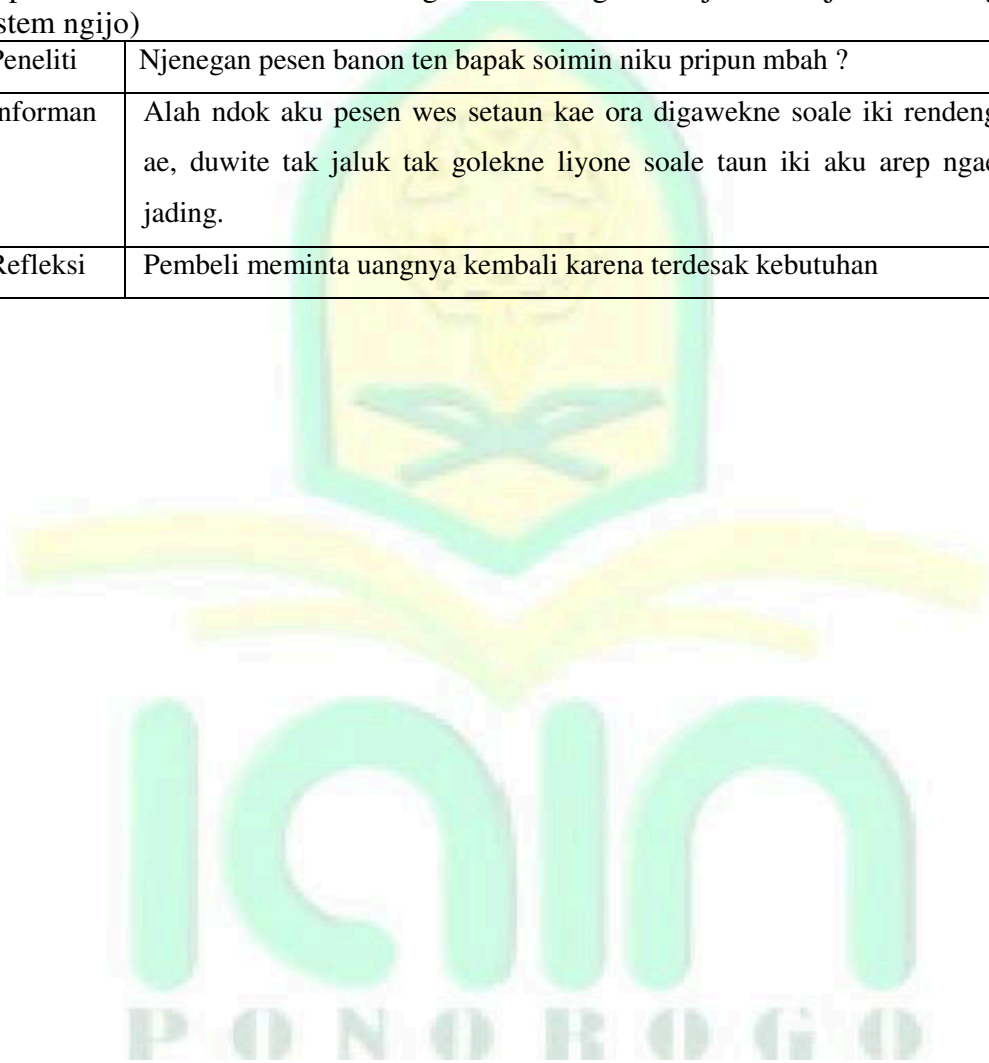 stem ngijo)
Peneliti Njenegan pesen banon ten bapak soimin niku pripun mbah ?
Informan Alah ndok aku pesen wes setaun kae ora digawekne soale iki rendeng
ae, duwite tak jaluk tak golekne liyone soale taun iki aku arep ngae
jading.
Refleksi Pembeli meminta uangnya kembali karena terdesak kebutuhan
iain
PONOROGO